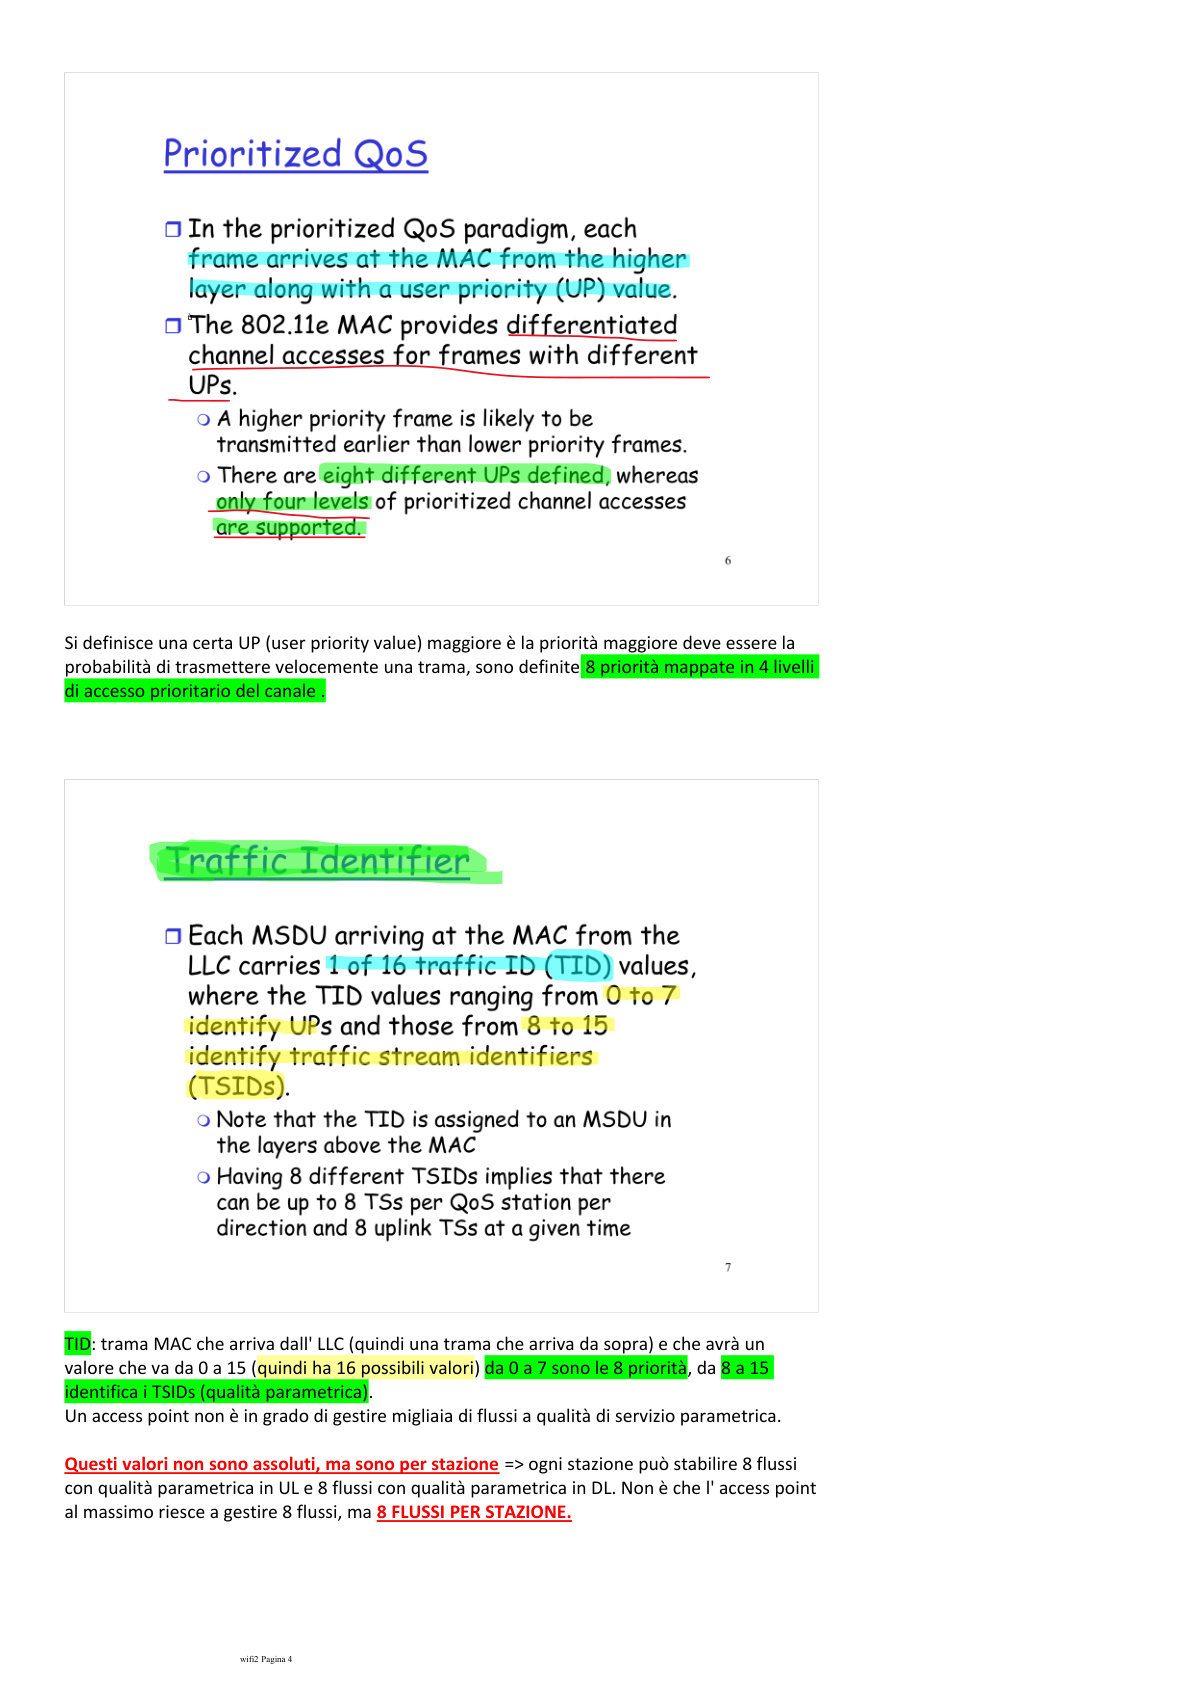 Prioritized QoS
In the prioritized QoS paradigm, each
frame arrives at the MAC from the higher
layer along with a user priority (UP) value.
The 802.11e MAC provides differentiated
channel accesses for frames with different
UPs.
A higher priority frame is likely to be
transmitted earlier than lower priority frames.
There are eight different UPs defined, whereas
only four levels of prioritized channel accesses
are supported.
6
Si definisce una certa UP (user priority value) maggiore è la priorità maggiore deve essere la
probabilità di trasmettere velocemente una trama, sono definite 8 priorità mappate in 4 livelli
di accesso prioritario del canale .
Traffic Identifier
Each MSDU arriving at the MAC from the
LLC carries 1 of 16 traffic ID (TID) values,
where the TID values ranging from 0 to 7
identify UPs and those from 8 to 15
identify traffic stream identifiers
(TSIDs).
Note that the TID is assigned to an MSDU in
the layers above the MAC
Having 8 different TSIDs implies that there
can be up to 8 TSs per QoS station per
direction and 8 uplink TSs at a given time
7
TID: trama MAC che arriva dall' LLC (quindi una trama che arriva da sopra) e che avrà un
valore che va da 0 a 15 (quindi ha 16 possibili valori) da 0 a 7 sono le 8 priorità, da 8 a 15
identifica i TSIDs (qualità parametrica).
Un access point non è in grado di gestire migliaia di flussi a qualità di servizio parametrica.
Questi valori non sono assoluti, ma sono per stazione => ogni stazione può stabilire 8 flussi
con qualità parametrica in UL e 8 flussi con qualità parametrica in DL. Non è che l' access point
al massimo riesce a gestire 8 flussi, ma 8 FLUSSI PER STAZIONE.
wifi2 Pagina 4